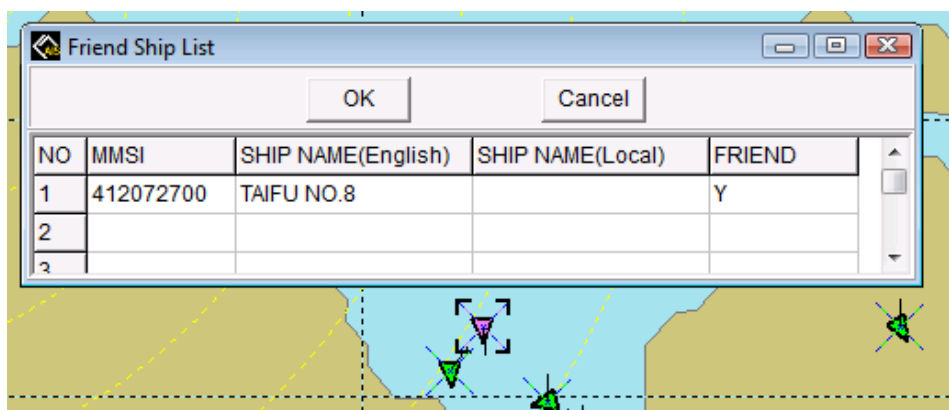 Friend Ship List
OK Cancel
NO MMSI SHIP NAME(English) SHIP NAME(Local) FRIEND
1 412072700 TAIFU NO.8 Y
2
3